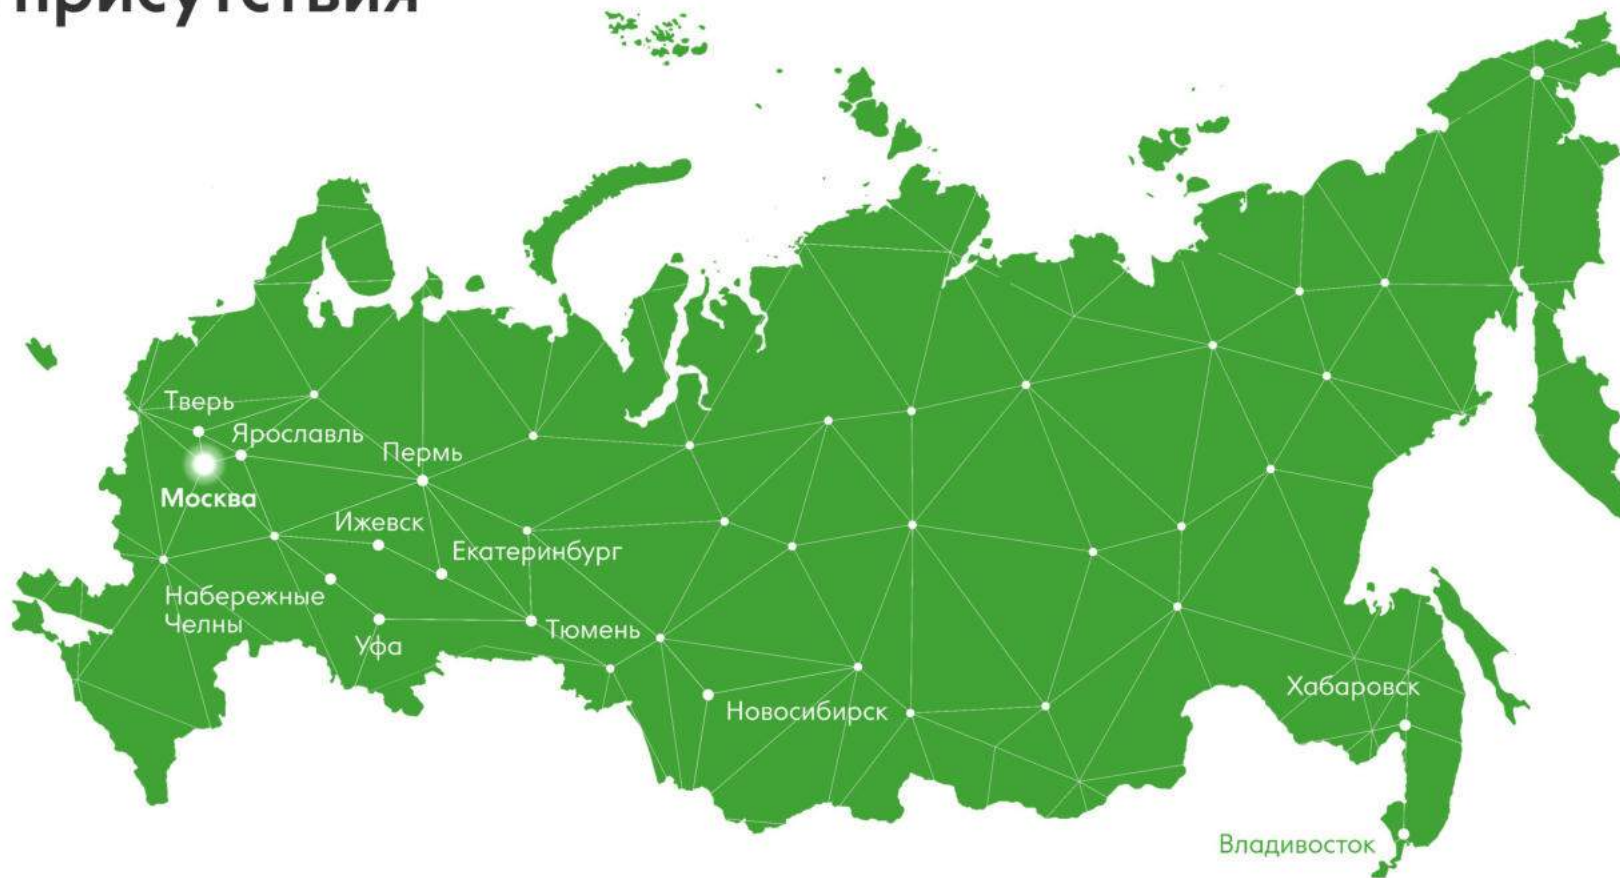 присутствия
Тверь
Ярославль
Пермь
Москва
Ижевск
Екатеринбург
Набережные
Челны
Уфа
Тюмень
Хабаровск
Новосибирск
Владивосток